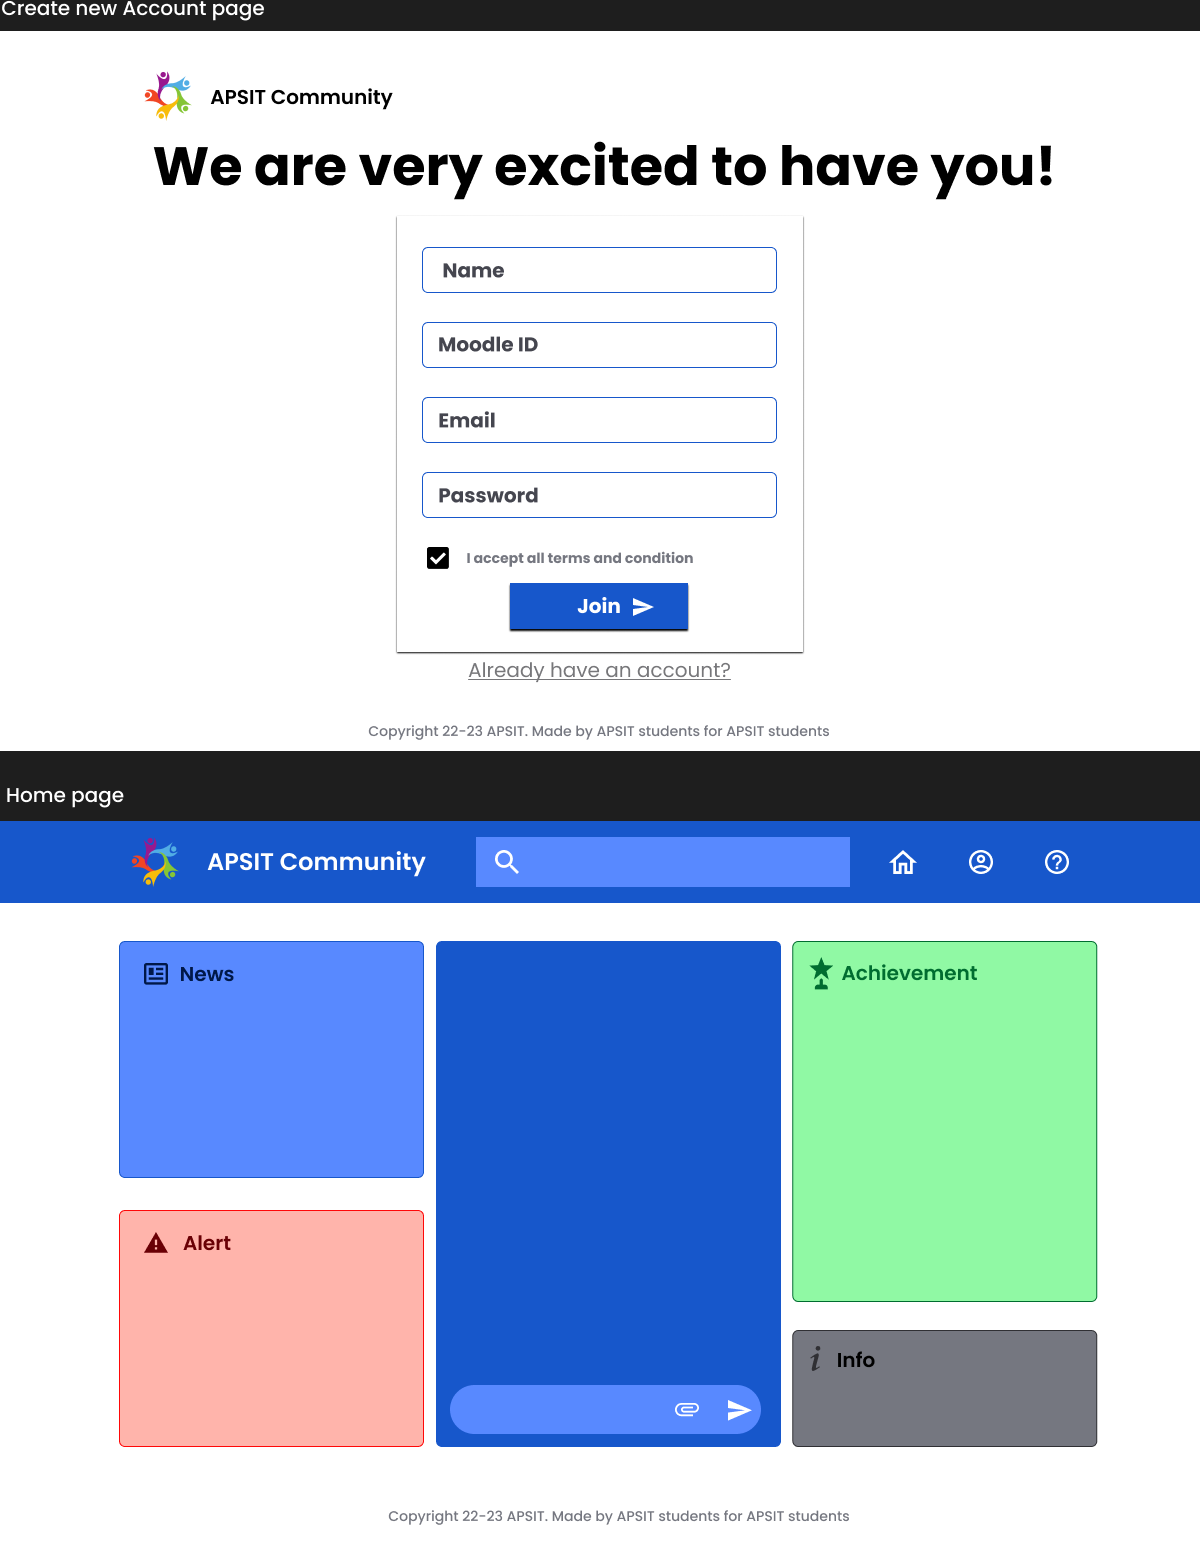 Create new Account page
APSIT Community
We are very excited to have you!
Name
Moodle ID
Email
Password
I accept all terms and condition
Join
Already have an account?
Copyright 22-23 APSIT. Made by APSIT students for APSIT students
Home page
APSIT Community
News
Achievement
Alert
Info
Copyright 22-23 APSIT. Made by APSIT students for APSIT students